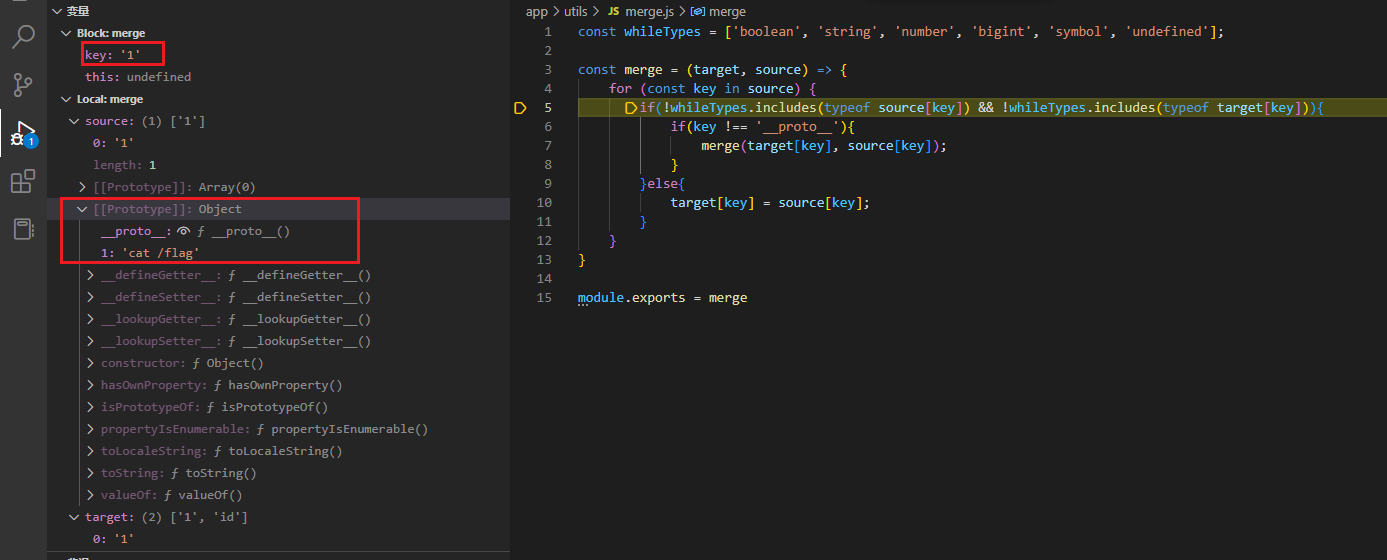 变量
Block: merge
key: '1'
this: undefined
Local: merge
source: (1) ['1']
0: '1'
length: 1
[[Prototype]]: Array(0)
[[Prototype]]: Object
__proto__: ƒ __proto__()
1: 'cat /flag'
__defineGetter__: ƒ __defineGetter__()
__defineSetter__: ƒ __defineSetter__()
__lookupGetter__: ƒ __lookupGetter__()
__lookupSetter__: ƒ __lookupSetter__()
constructor: ƒ Object()
hasOwnProperty: ƒ hasOwnProperty()
isPrototypeOf: ƒ isPrototypeOf()
propertyIsEnumerable: ƒ propertyIsEnumerable()
toLocaleString: ƒ toLocaleString()
toString: ƒ toString()
valueOf: ƒ valueOf()
target: (2) ['1', 'id']
0: '1'
1
app > utils > JS merge.js > merge
1 const whileTypes = ['boolean', 'string', 'number', 'bigint', 'symbol', 'undefined'];
2
3 const merge = (target, source) => {
4 for (const key in source) {
5 if(!whileTypes.includes(typeof source[key]) && !whileTypes.includes(typeof target[key])){
6 if(key !== '__proto__'){
7 merge(target[key], source[key]);
8 }
9 }else{
10 target[key] = source[key];
11 }
12 }
13 }
14
15 module.exports = merge